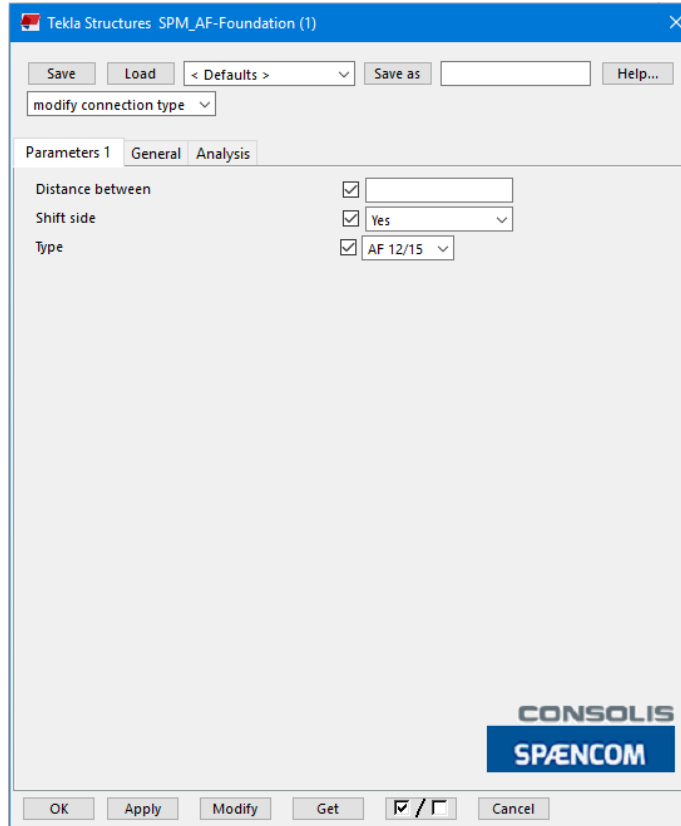 Tekla Structures SPM_AF-Foundation (1)
Save Load < Defaults > Save as Help...
modify connection type
Parameters 1 General Analysis
Distance between
Shift side Yes
Type AF 12/15
CONSOLIS
SPÆNCOM
OK Apply Modify Get / Cancel